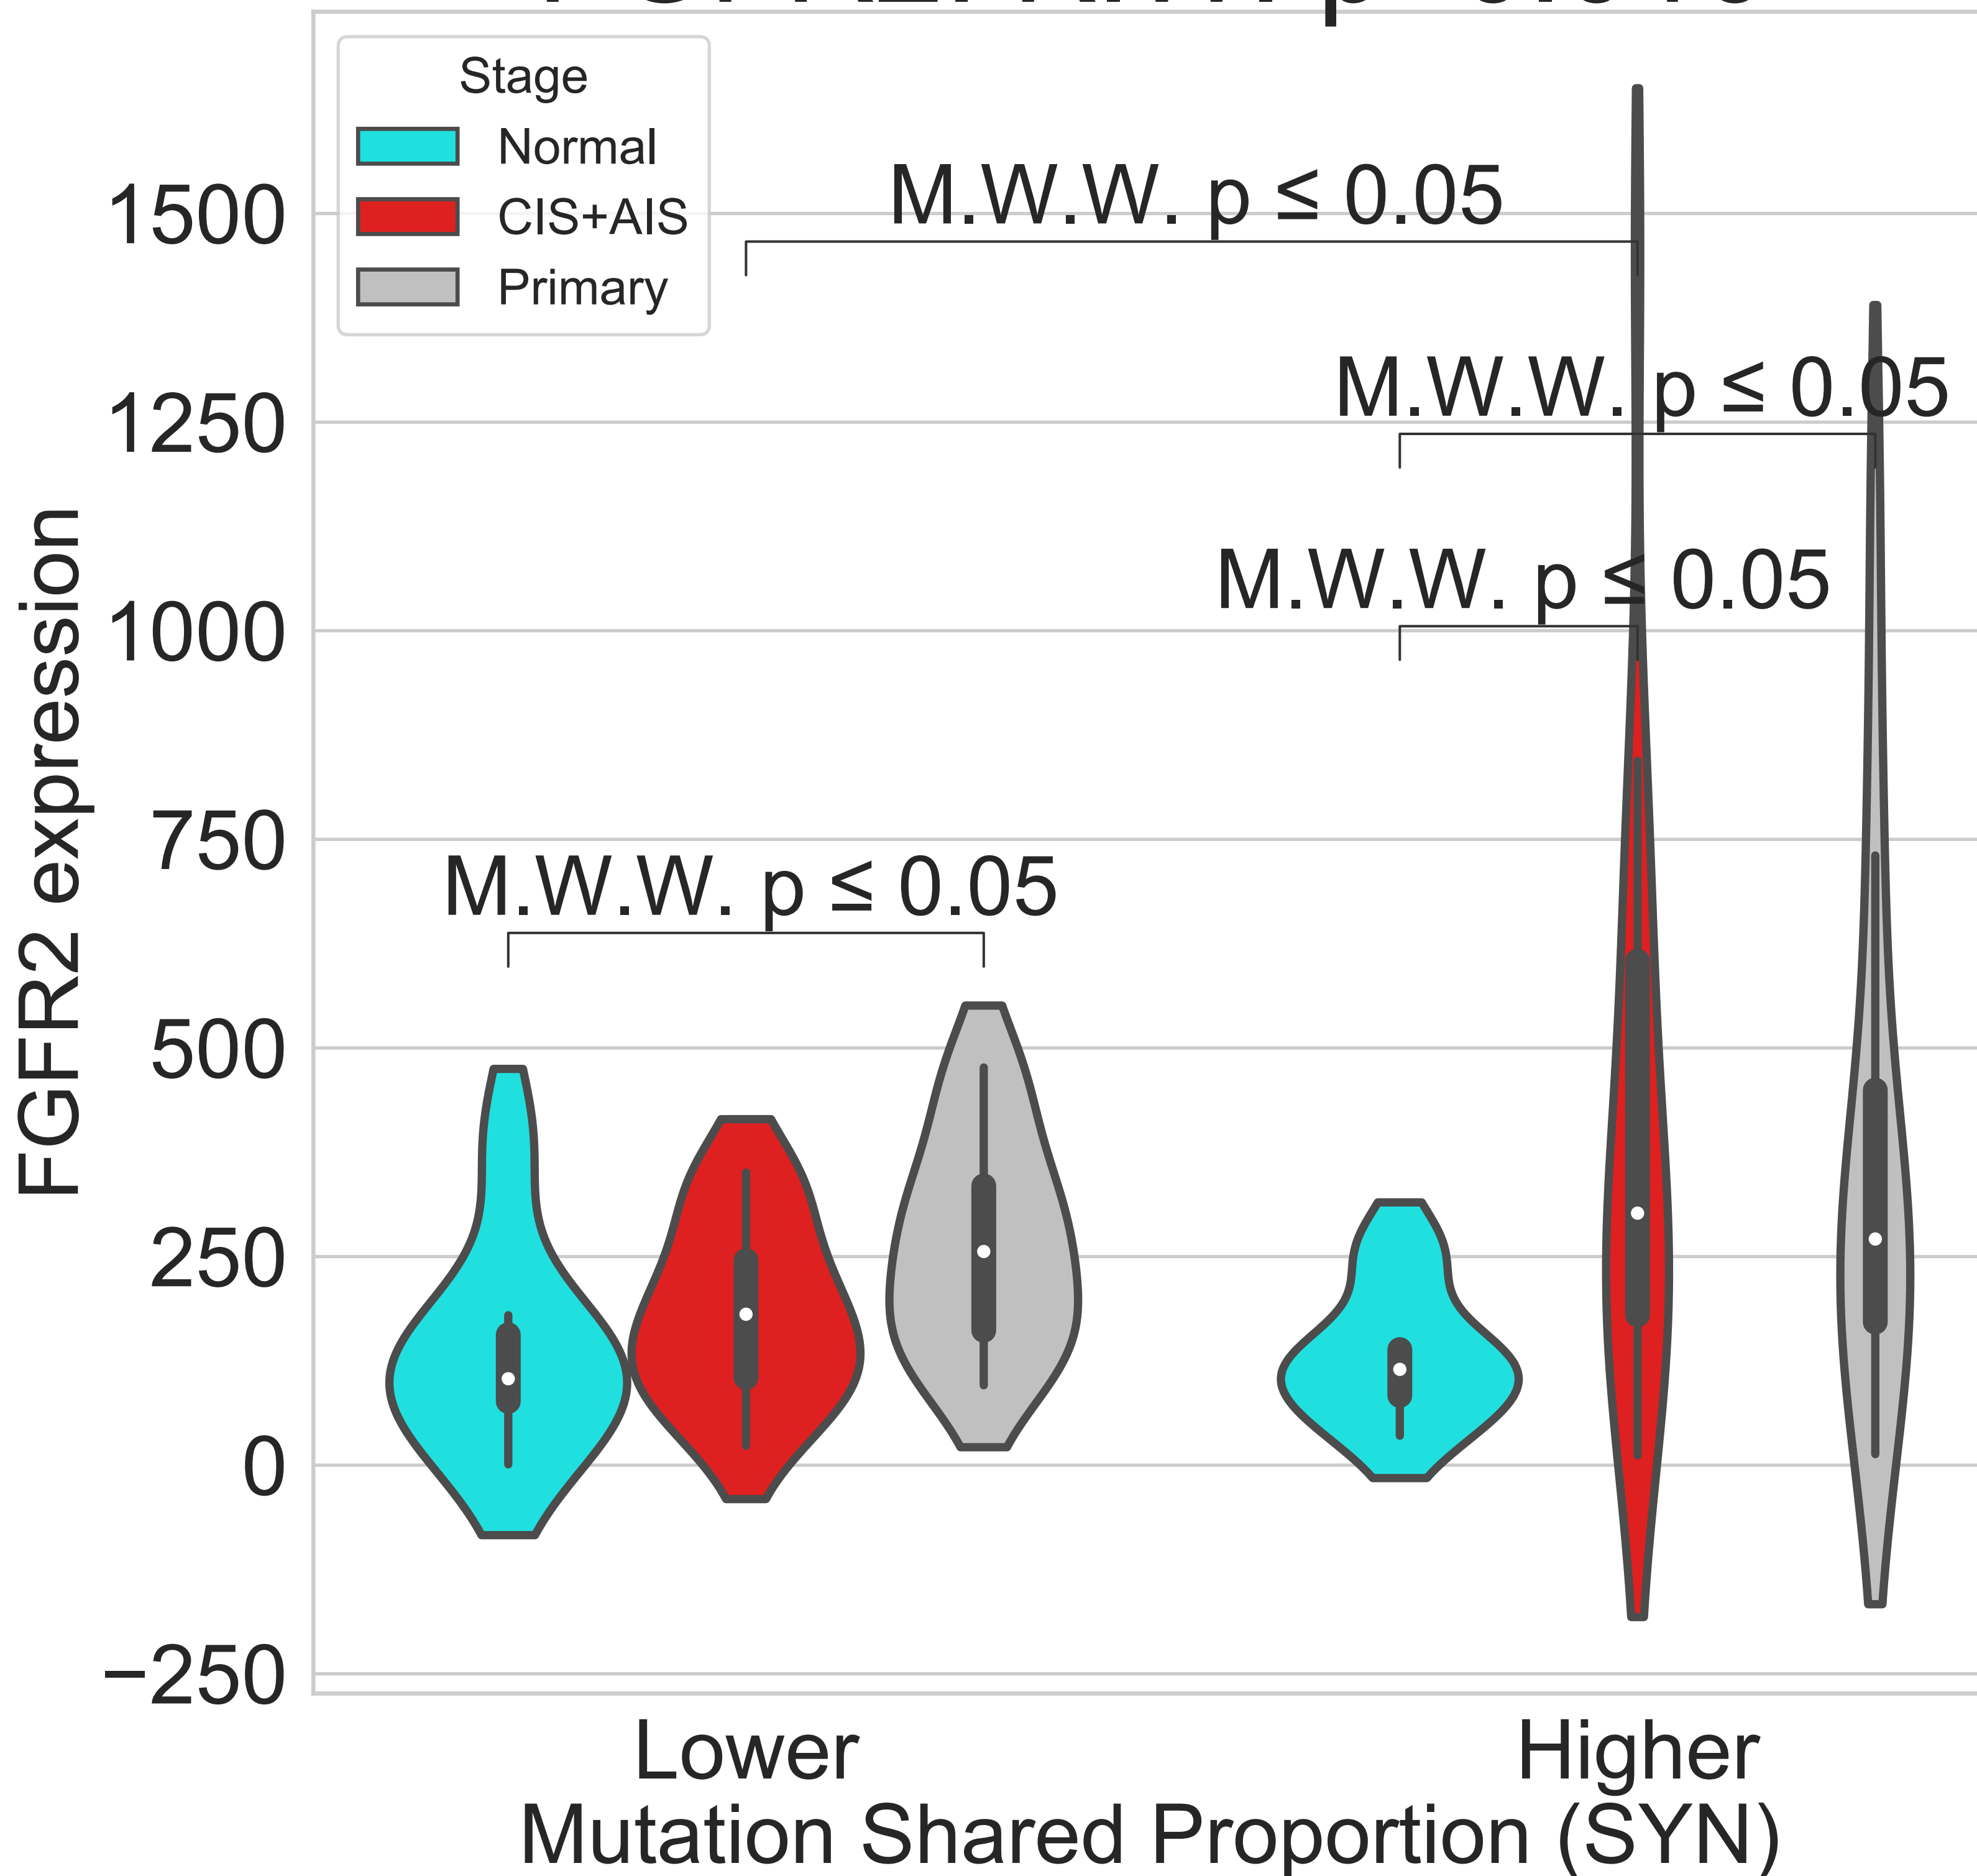 Stage
Normal
CIS+AIS
Primary
M.W.W. p ≤ 0.05
M.W.W. p ≤ 0.05
M.W.W. p ≤ 0.05
M.W.W. p ≤ 0.05
1500
1250
1000
750
500
250
0
−250
FGFR2 expression
Lower
Higher
Mutation Shared Proportion (SYN)